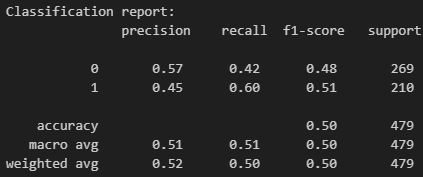 Classification report:
precision recall f1-score support
0 0.57 0.42 0.48 269
1 0.45 0.60 0.51 210
accuracy 0.50 479
macro avg 0.51 0.51 0.50 479
weighted avg 0.52 0.50 0.50 479